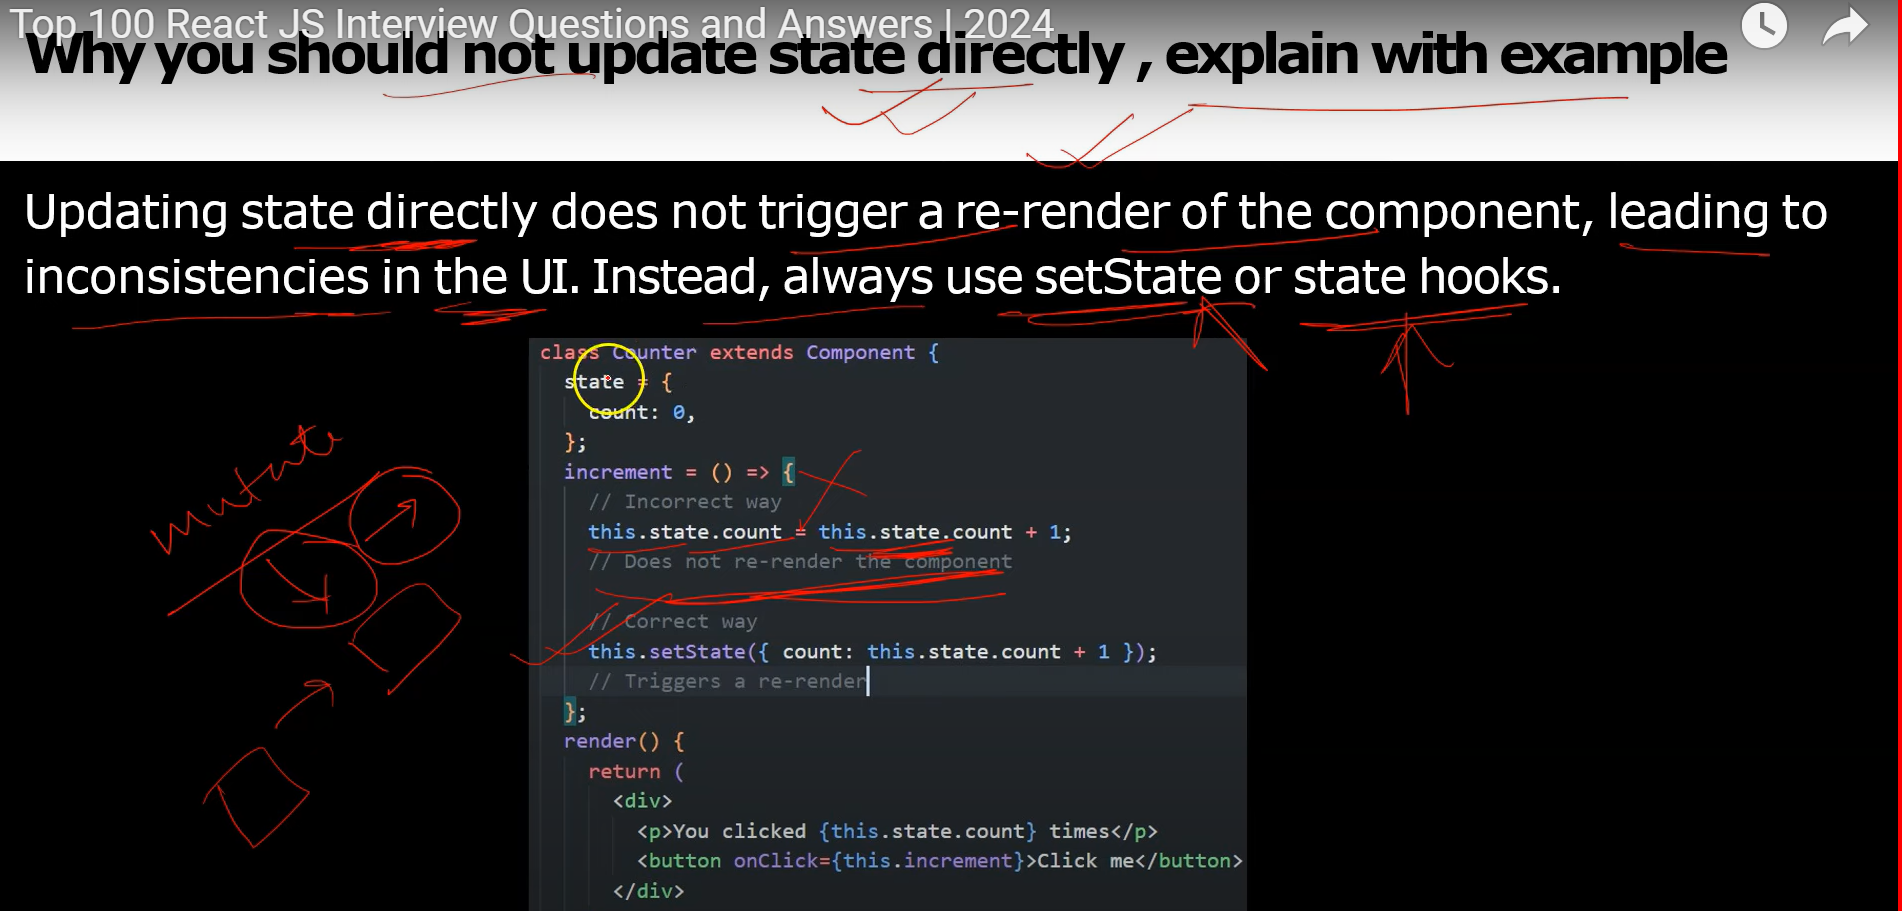 Top 100 React JS Interview Questions and Answers | 2024
Why you should not update state directly , explain with example
Updating state directly does not trigger a re-render of the component, leading to
inconsistencies in the UI. Instead, always use setState or state hooks.
mutate
class Counter extends Component {
state = {
count: 0,
};
increment = () => {
// Incorrect way
this.state.count = this.state.count + 1;
// Does not re-render the component
// Correct way
this.setState({ count: this.state.count + 1 });
// Triggers a re-render
};
render() {
return (
<div>
<p>You clicked {this.state.count} times</p>
<button onClick={this.increment}>Click me</button>
</div>